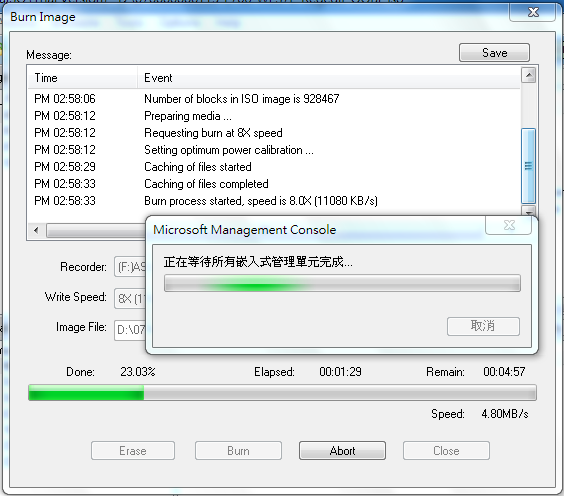 Burn Image
Message:
Save
Time Event
PM 02:58:06 Number of blocks in ISO image is 928467
PM 02:58:12 Preparing media ...
PM 02:58:12 Requesting burn at 8X speed
PM 02:58:12 Setting optimum power calibration ...
PM 02:58:29 Caching of files started
PM 02:58:33 Caching of files completed
PM 02:58:33 Burn process started, speed is 8.0X (11080 KB/s)
Microsoft Management Console
正在等待所有嵌入式管理單元完成...
取消
Recorder: (F:)AS
Write Speed: 8X (11
Image File: D:\07
Done: 23.03% Elapsed: 00:01:29 Remain: 00:04:57
Speed: 4.80MB/s
Erase Burn Abort Close